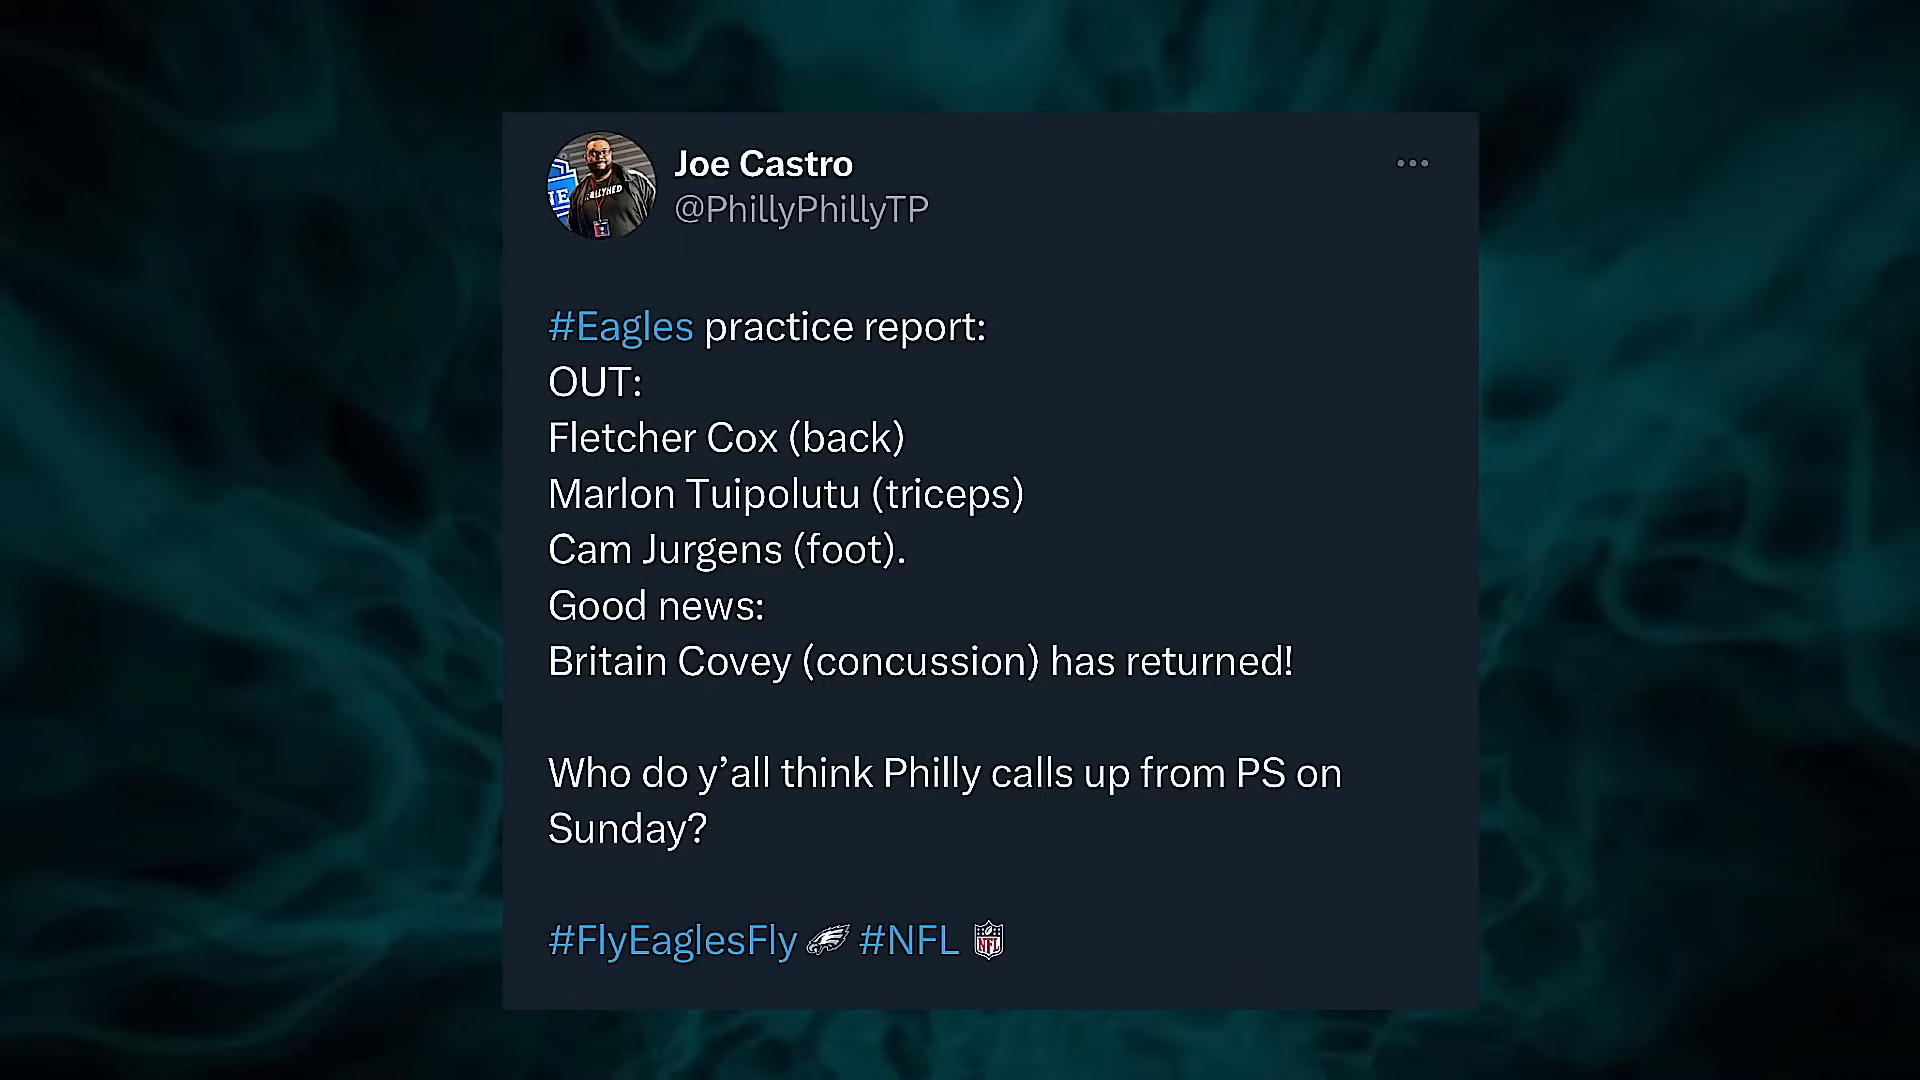 Joe Castro
@PhillyPhillyTP
#Eagles practice report:
OUT:
Fletcher Cox (back)
Marlon Tuipolutu (triceps)
Cam Jurgens (foot).
Good news:
Britain Covey (concussion) has returned!
Who do y’all think Philly calls up from PS on
Sunday?
#FlyEaglesFly #NFL
NFL